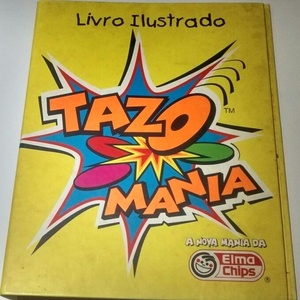 Livro Ilustrado
TAZO
TM
MANIA
A NOVA MANIA DA
Elma
Chips
®